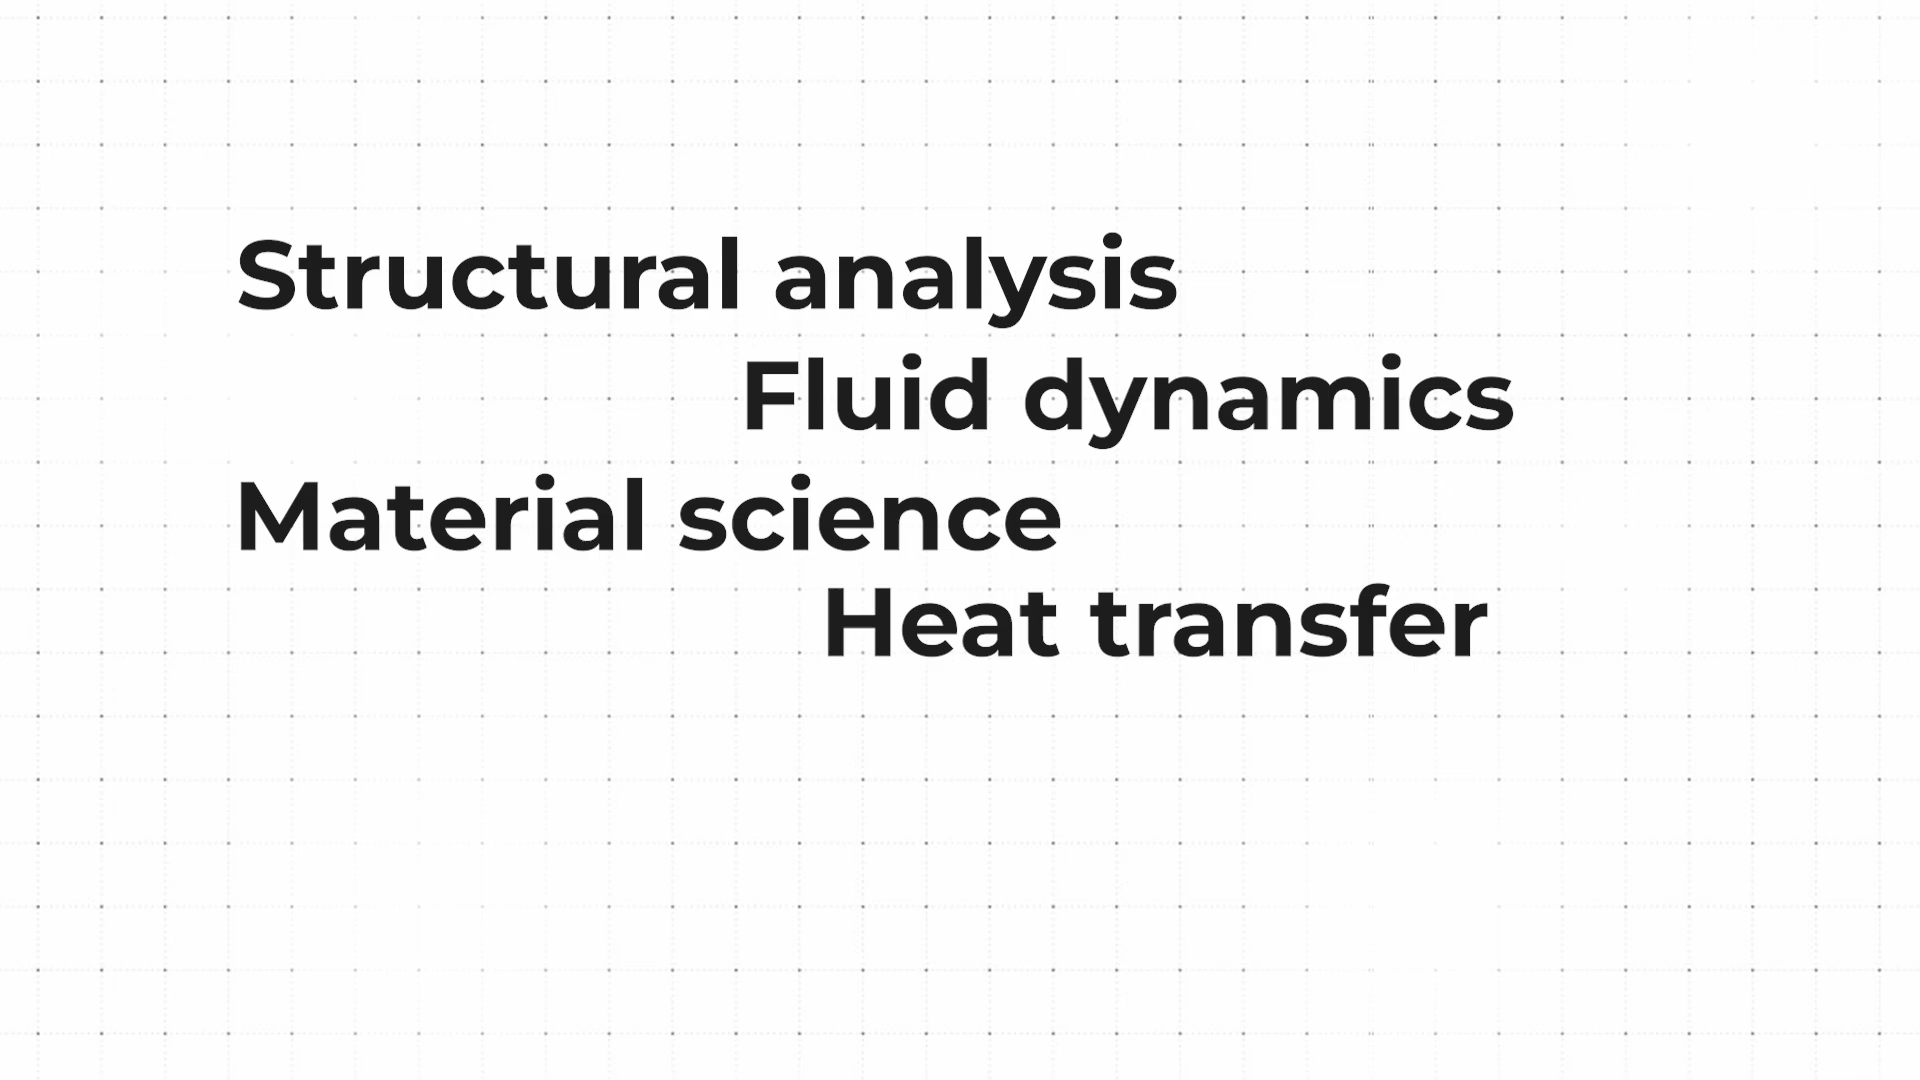 Structural analysis
Fluid dynamics
Material science
Heat transfer